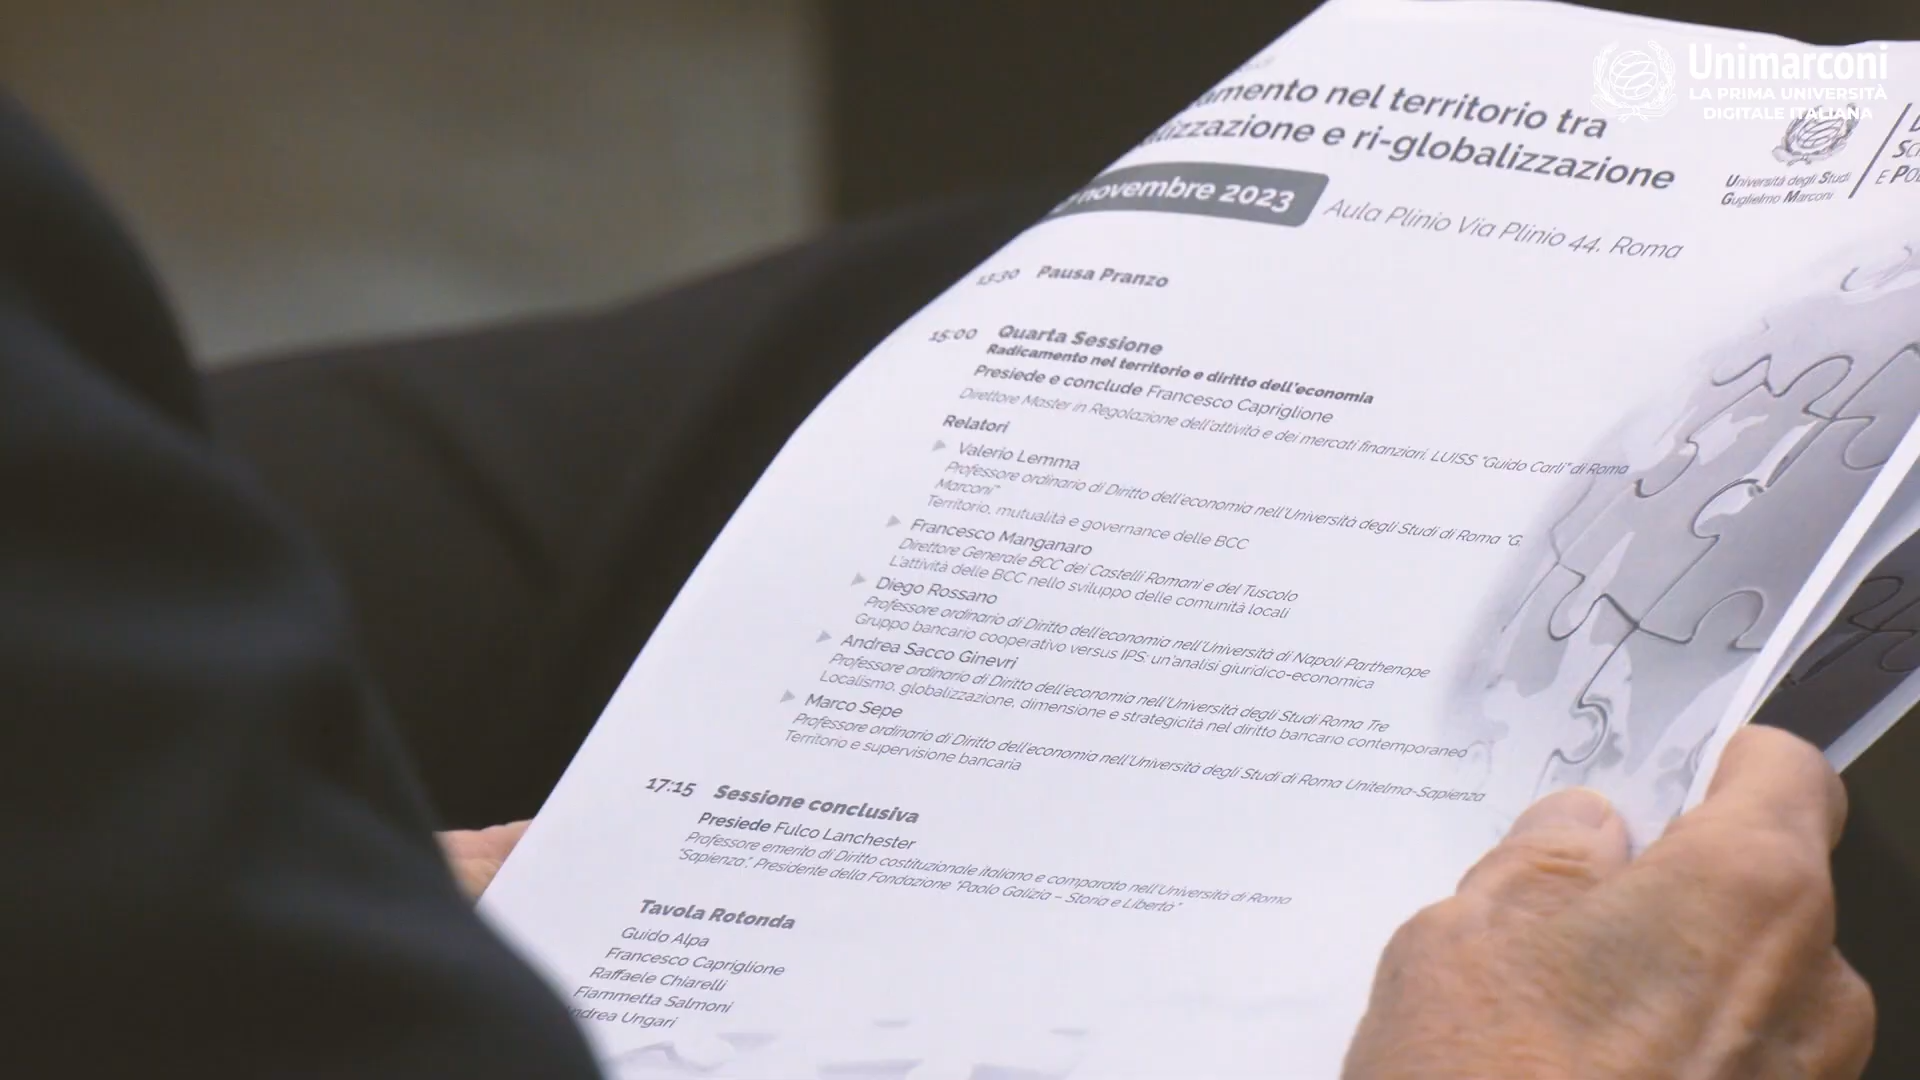 Unimarconi
LA PRIMA UNIVERSITÀ
DIGITALE ITALIANA
nel territorio tra
e ri-globalizzazione
novembre 2023
Aula Plinio Via Plinio 44, Roma
Università degli Studi
Guglielmo Marconi
13:30 Pausa Pranzo
15:00 Quarta Sessione
Radicamento nel territorio e diritto dell'economia
Presiede e conclude Francesco Capriglione
Direttore Master in Regolazione dell'attività e dei mercati finanziari, LUISS "Guido Carli" di Roma
Relatori
Valerio Lemma
Professore ordinario di Diritto dell'economia nell'Università degli Studi di Roma "G.
Marconi"
Territorio, mutualità e governance delle BCC
Francesco Manganaro
Direttore Generale BCC dei Castelli Romani e del Tuscolo
L'attività delle BCC nello sviluppo delle comunità locali
Diego Rossano
Professore ordinario di Diritto dell'economia nell'Università di Napoli Parthenope
Gruppo bancario cooperativo versus IPS: un'analisi giuridico-economica
Andrea Sacco Ginevri
Professore ordinario di Diritto dell'economia nell'Università degli Studi Roma Tre
Localismo, globalizzazione, dimensione e strategicità nel diritto bancario contemporaneo
Marco Sepe
Professore ordinario di Diritto dell'economia nell'Università degli Studi di Roma Unitelma-Sapienza
Territorio e supervisione bancaria
17:15 Sessione conclusiva
Presiede Fulco Lanchester
Professore emerito di Diritto costituzionale italiano e comparato nell'Università di Roma
"Sapienza", Presidente della Fondazione "Paolo Galizia – Storia e Libertà"
Tavola Rotonda
Guido Alpa
Francesco Capriglione
Raffaele Chiarelli
Fiammetta Salmoni
Andrea Ungari